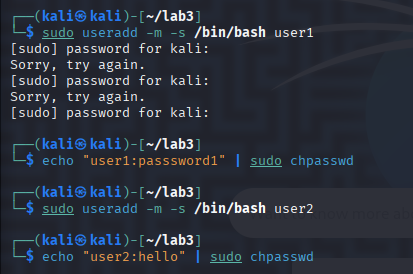 ┌──(kali㉿kali)-[~/lab3]
└─$ sudo useradd -m -s /bin/bash user1
[sudo] password for kali:
Sorry, try again.
[sudo] password for kali:
Sorry, try again.
[sudo] password for kali:
┌──(kali㉿kali)-[~/lab3]
└─$ echo "user1:passsword1" | sudo chpasswd
┌──(kali㉿kali)-[~/lab3]
└─$ sudo useradd -m -s /bin/bash user2
┌──(kali㉿kali)-[~/lab3]
└─$ echo "user2:hello" | sudo chpasswd